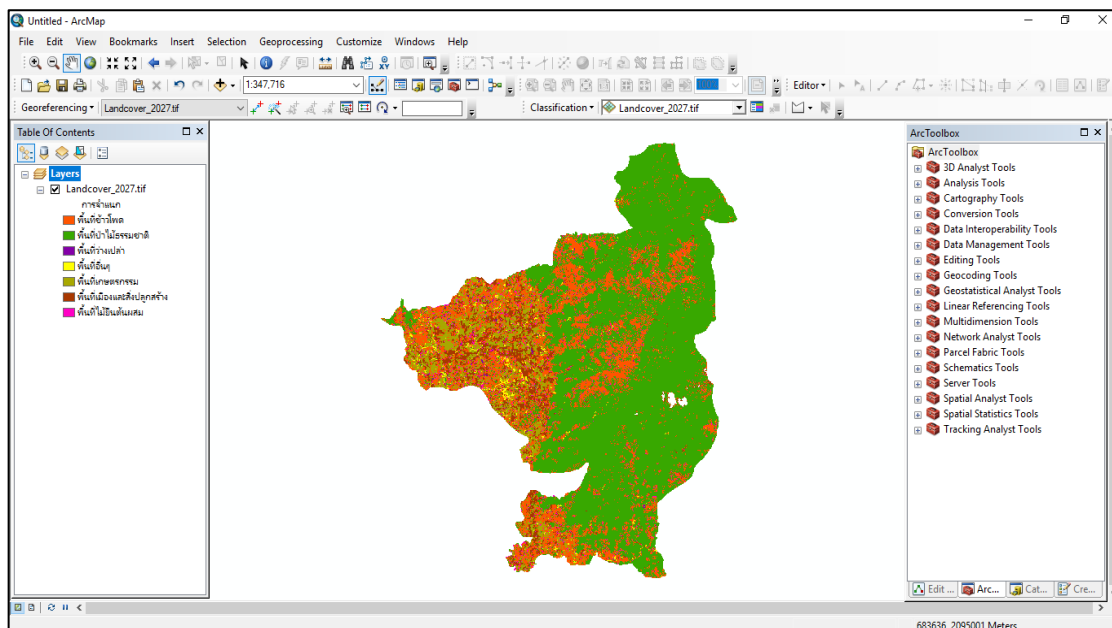 Untitled - ArcMap
File Edit View Bookmarks Insert Selection Geoprocessing Customize Windows Help
1:347,716
Editor
Georeferencing Landcover_2027.tif
Classification Landcover_2027.tif
Table Of Contents
Layers
Landcover_2027.tif
การจำแนก
พื้นที่ข้าวโพด
พื้นที่ป่าไม้ธรรมชาติ
พื้นที่ว่างเปล่า
พื้นที่อื่นๆ
พื้นที่เกษตรกรรม
พื้นที่เมืองและสิ่งปลูกสร้าง
พื้นที่ไม้ยืนต้นผสม
ArcToolbox
ArcToolbox
3D Analyst Tools
Analysis Tools
Cartography Tools
Conversion Tools
Data Interoperability Tools
Data Management Tools
Editing Tools
Geocoding Tools
Geostatistical Analyst Tools
Linear Referencing Tools
Multidimension Tools
Network Analyst Tools
Parcel Fabric Tools
Schematics Tools
Server Tools
Spatial Analyst Tools
Spatial Statistics Tools
Tracking Analyst Tools
Edit ... Arc... Cat... Cre...
683636 2095001 Meters